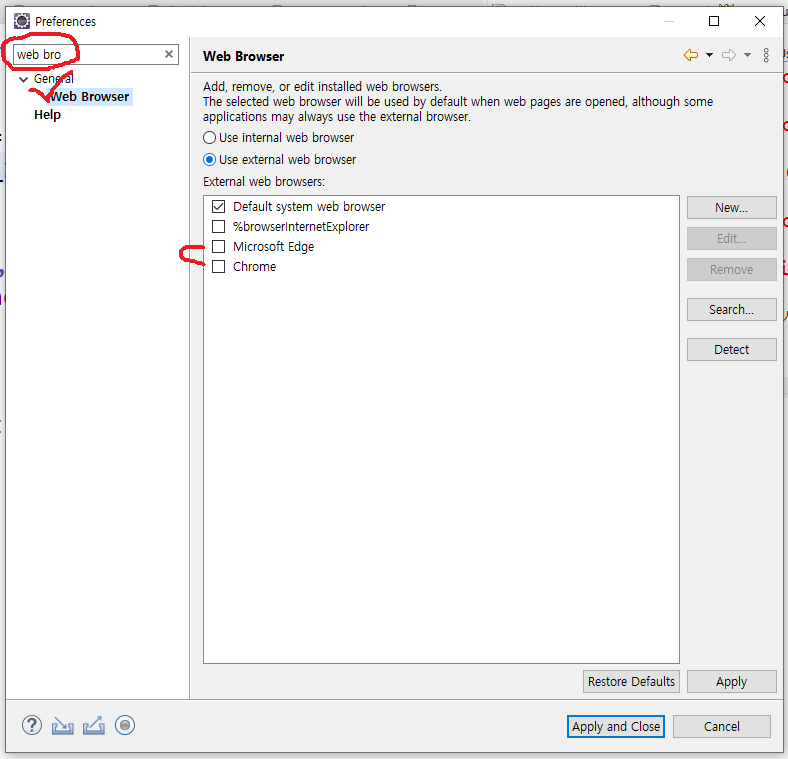 Preferences
web bro
General
Web Browser
Help
Web Browser
Add, remove, or edit installed web browsers.
The selected web browser will be used by default when web pages are opened, although some
applications may always use the external browser.
Use internal web browser
Use external web browser
External web browsers:
Default system web browser
%browserInternetExplorer
Microsoft Edge
Chrome
New...
Edit...
Remove
Search...
Detect
Restore Defaults
Apply
Apply and Close
Cancel